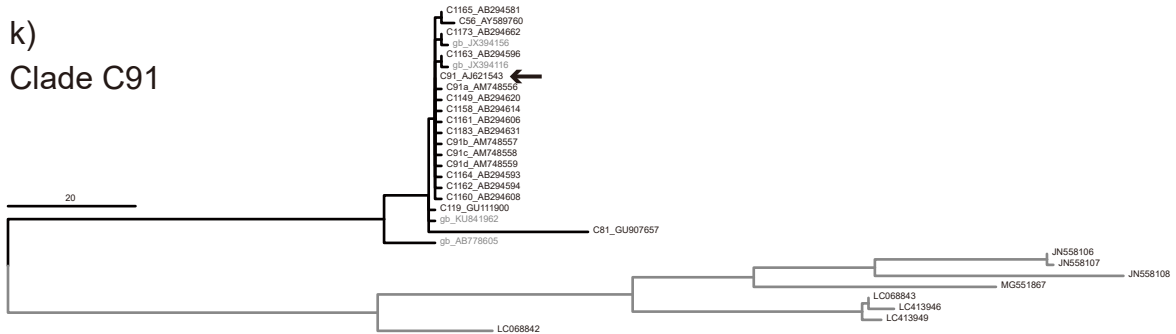 k)
Clade C91
C1165_AB294581
C56_AY589760
C1173_AB294662
gb_JX394156
C1163_AB294596
gb_JX394116
C91_AJ621543
C91a_AM748556
C1149_AB294620
C1158_AB294614
C1161_AB294606
C1183_AB294631
C91b_AM748557
C91c_AM748558
C91d_AM748559
C1164_AB294593
C1162_AB294594
C1160_AB294608
20
C119_GU111900
gb_KU841962
C81_GU907657
gb_AB778605
JN558106
JN558107
JN558108
MG551867
LC068843
LC413946
LC413949
LC068842